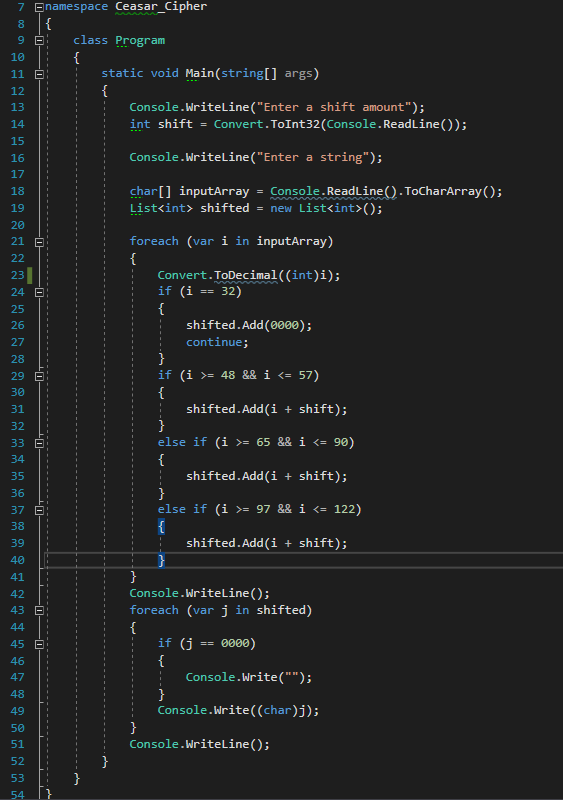 7 namespace Ceasar_Cipher
8 {
9     class Program
10     {
11         static void Main(string[] args)
12         {
13             Console.WriteLine("Enter a shift amount");
14             int shift = Convert.ToInt32(Console.ReadLine());
15
16             Console.WriteLine("Enter a string");
17
18             char[] inputArray = Console.ReadLine().ToCharArray();
19             List<int> shifted = new List<int>();
20
21             foreach (var i in inputArray)
22             {
23                 Convert.ToDecimal((int)i);
24                 if (i == 32)
25                 {
26                     shifted.Add(0000);
27                     continue;
28                 }
29                 if (i >= 48 && i <= 57)
30                 {
31                     shifted.Add(i + shift);
32                 }
33                 else if (i >= 65 && i <= 90)
34                 {
35                     shifted.Add(i + shift);
36                 }
37                 else if (i >= 97 && i <= 122)
38                 {
39                     shifted.Add(i + shift);
40                 }
41             }
42             Console.WriteLine();
43             foreach (var j in shifted)
44             {
45                 if (j == 0000)
46                 {
47                     Console.Write("");
48                 }
49                 Console.Write((char)j);
50             }
51             Console.WriteLine();
52         }
53     }
54 }